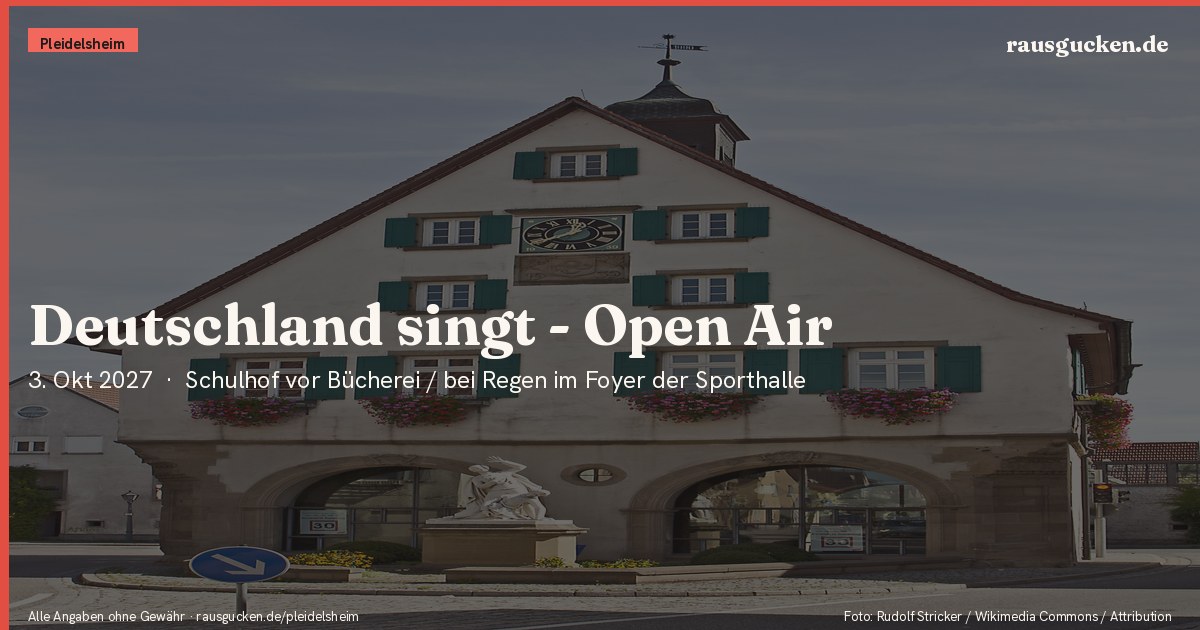 Pleidelsheim
rausgucken.de
Deutschland singt - Open Air
3. Okt 2027 · Schulhof vor Bücherei / bei Regen im Foyer der Sporthalle
30
Alle Angaben ohne Gewähr · rausgucken.de/pleidelsheim
Foto: Rudolf Stricker / Wikimedia Commons / Attribution